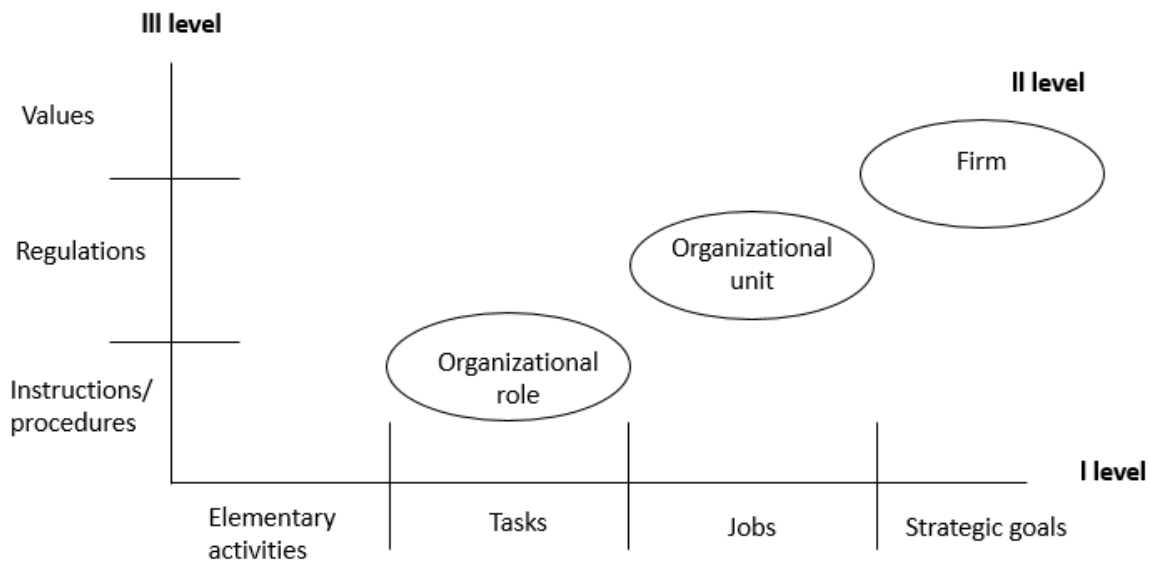 III level
II level
Values
Firm
Regulations
Organizational
unit
Organizational
role
Instructions/
procedures
I level
Elementary
activities
Tasks
Jobs
Strategic goals